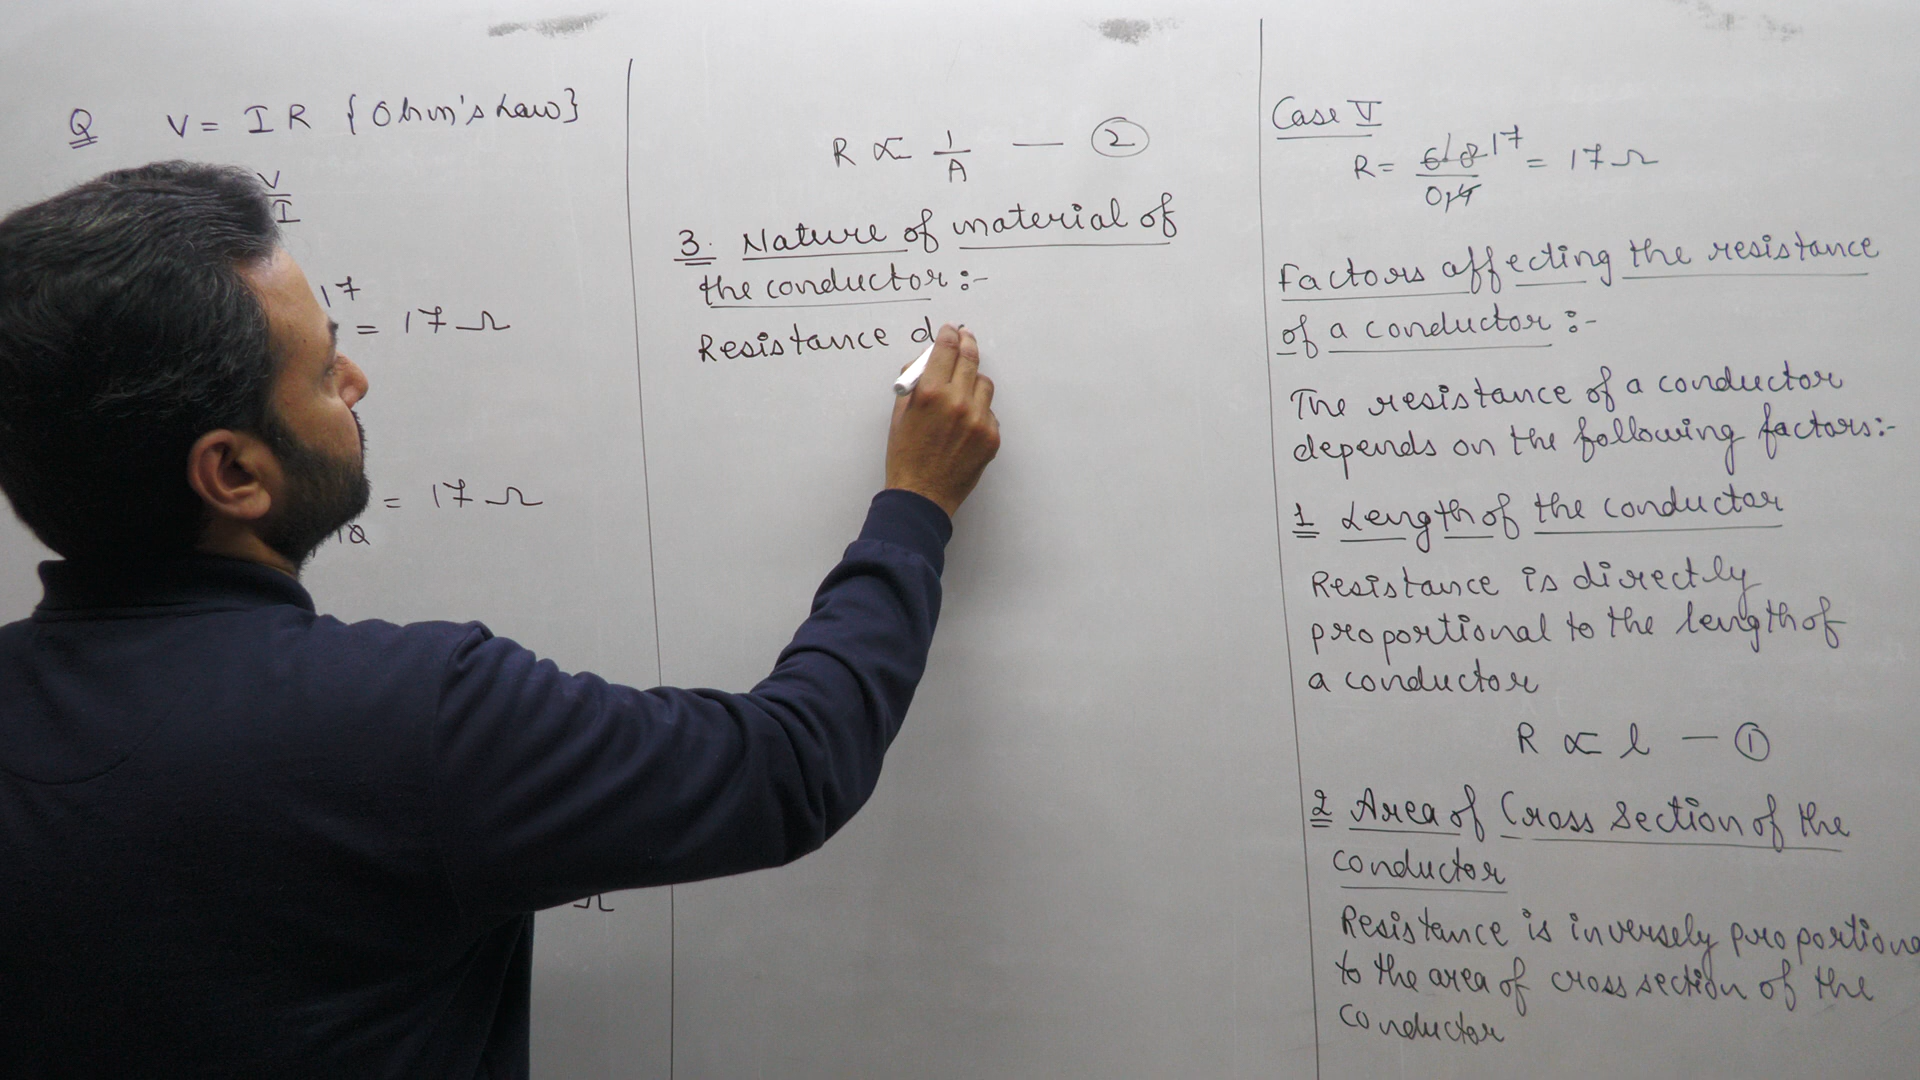 Q V = I R {Ohm's Law}
V
I
17
= 17 Ω
= 17 Ω
10
Ω
R ∝ 1/A — 2
3. Nature of material of
the conductor :-
Resistance d
Case V
R = 6.8/0.4 17 = 17 Ω
Factors affecting the resistance
of a conductor :-
The resistance of a conductor
depends on the following factors:-
1 Length of the conductor
Resistance is directly
proportional to the length of
a conductor
R ∝ l — 1
2 Area of Cross Section of the
conductor
Resistance is inversely proportiona
to the area of cross section of the
conductor